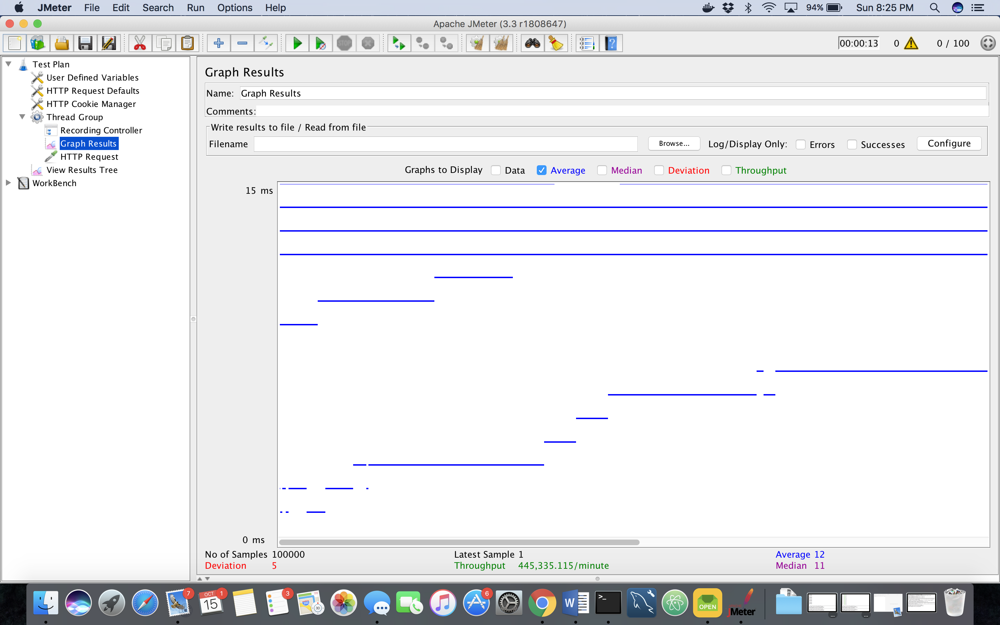 JMeter File Edit Search Run Options Help 94% Sun 8:25 PM
Apache JMeter (3.3 r1808647)
STOP ? 00:00:13 0 0 / 100
Test Plan
User Defined Variables
HTTP Request Defaults
HTTP Cookie Manager
Thread Group
Recording Controller
Graph Results
HTTP Request
View Results Tree
WorkBench
Graph Results
Name: Graph Results
Comments:
Write results to file / Read from file
Filename Browse... Log/Display Only: Errors Successes Configure
Graphs to Display Data Average Median Deviation Throughput
15 ms
0 ms
No of Samples 100000 Latest Sample 1 Average 12
Deviation 5 Throughput 445,335.115/minute Median 11
7 OCT 15 1 3 280 3D 6 W >_ OPEN JMeter